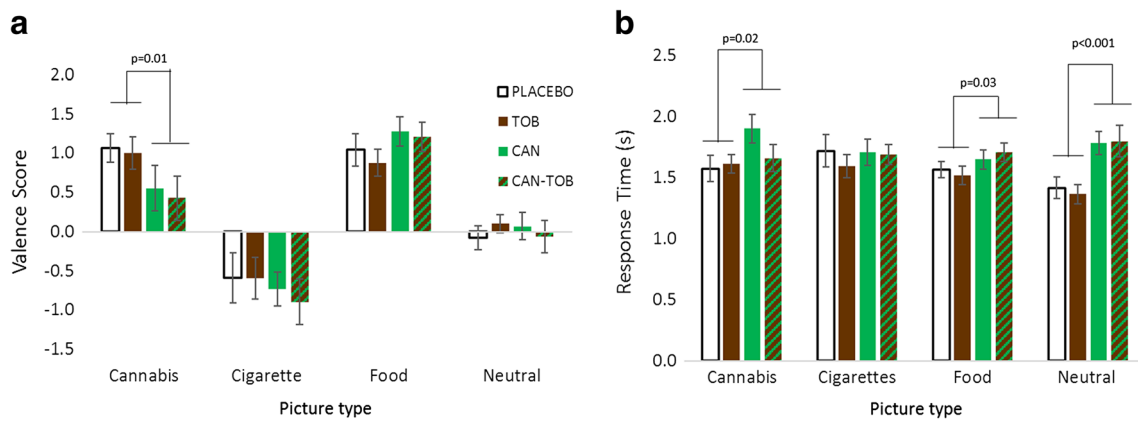 a
p=0.01
2.0
1.5
1.0
0.5
0.0
-0.5
-1.0
-1.5
Valence Score
PLACEBO
TOB
CAN
CAN-TOB
Cannabis Cigarette Food Neutral
Picture type
b
p=0.02
p=0.03
p<0.001
2.5
2.0
1.5
1.0
0.5
0.0
Response Time (s)
Cannabis Cigarettes Food Neutral
Picture type